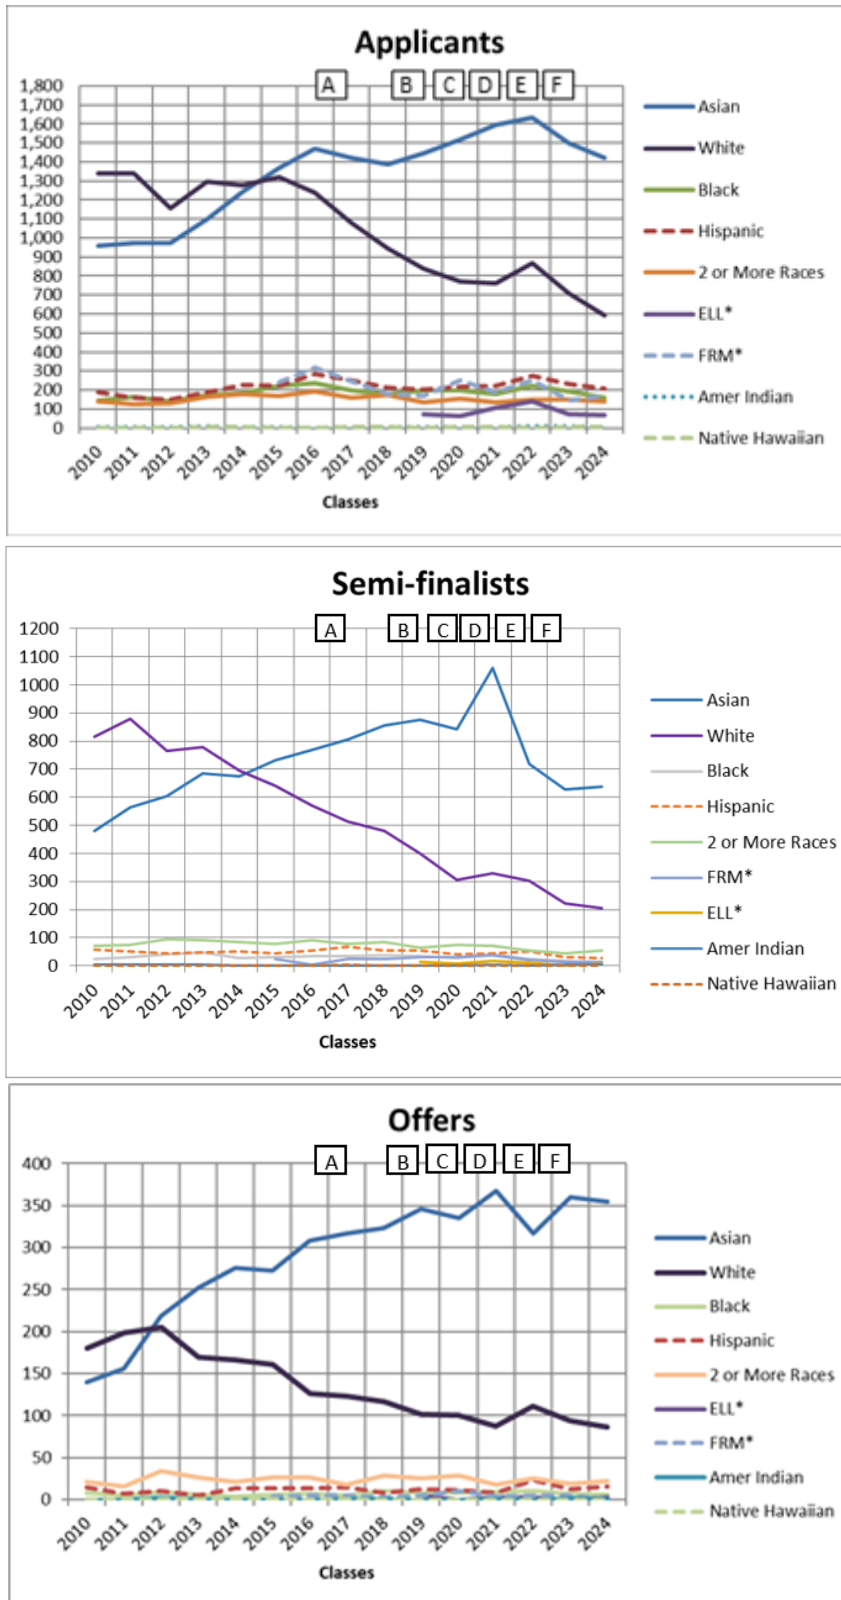 Applicants
A B C D E F
1,800
1,700
1,600
1,500
1,400
1,300
1,200
1,100
1,000
900
800
700
600
500
400
300
200
100
0
2010 2011 2012 2013 2014 2015 2016 2017 2018 2019 2020 2021 2022 2023 2024
Classes
Asian
White
Black
Hispanic
2 or More Races
ELL*
FRM*
Amer Indian
Native Hawaiian
Semi-finalists
A B C D E F
1200
1100
1000
900
800
700
600
500
400
300
200
100
0
2010 2011 2012 2013 2014 2015 2016 2017 2018 2019 2020 2021 2022 2023 2024
Classes
Asian
White
Black
Hispanic
2 or More Races
FRM*
ELL*
Amer Indian
Native Hawaiian
Offers
A B C D E F
400
350
300
250
200
150
100
50
0
2010 2011 2012 2013 2014 2015 2016 2017 2018 2019 2020 2021 2022 2023 2024
Classes
Asian
White
Black
Hispanic
2 or More Races
ELL*
FRM*
Amer Indian
Native Hawaiian